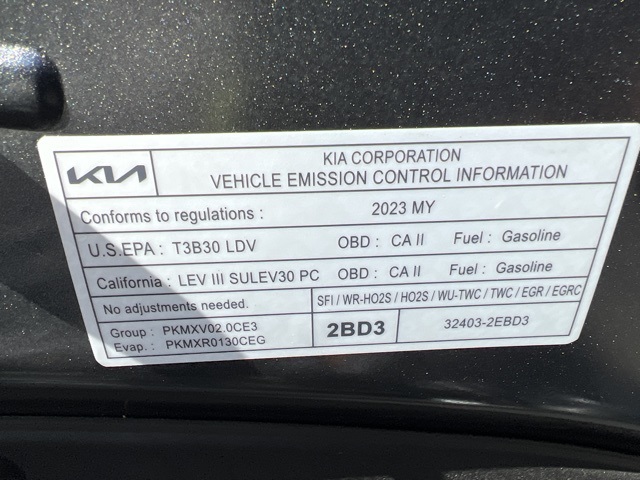 KIA
KIA CORPORATION
VEHICLE EMISSION CONTROL INFORMATION
Conforms to regulations : 2023 MY
U.S.EPA : T3B30 LDV OBD : CA II Fuel : Gasoline
California : LEV III SULEV30 PC OBD : CA II Fuel : Gasoline
No adjustments needed. SFI / WR-HO2S / HO2S / WU-TWC / TWC / EGR / EGRC
Group : PKMXV02.0CE3
Evap. : PKMXR0130CEG
2BD3
32403-2EBD3